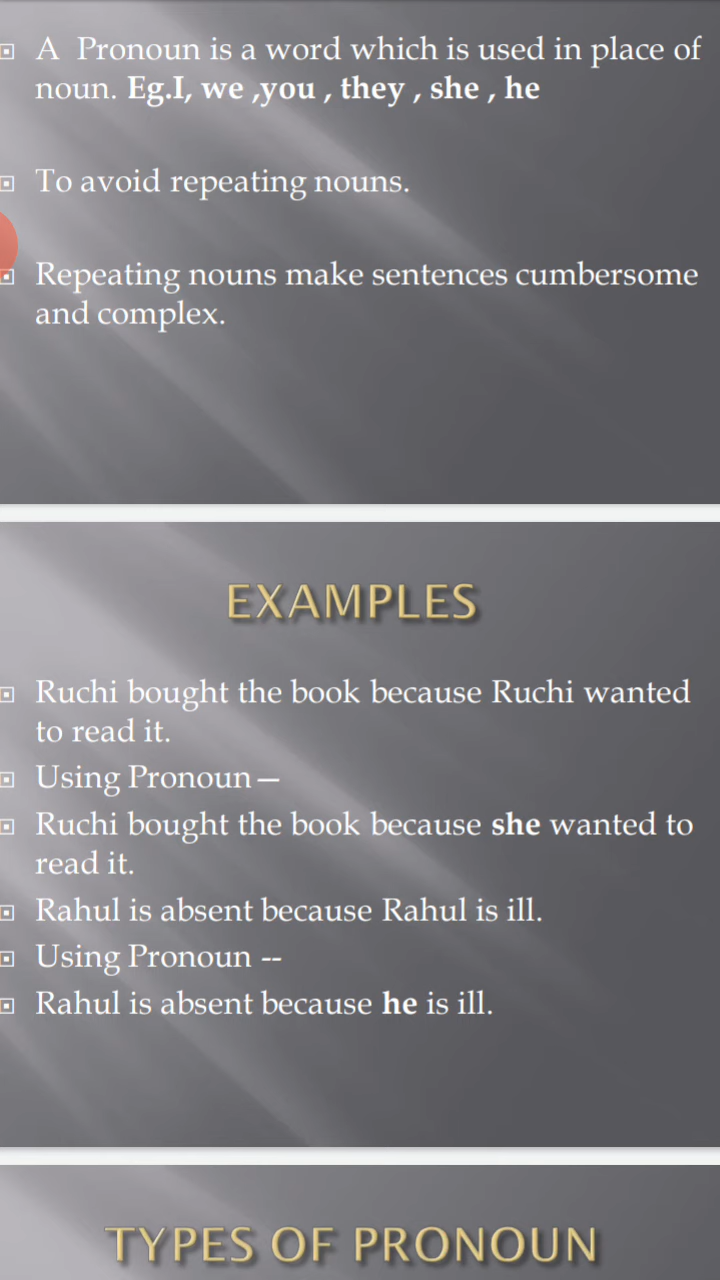 A Pronoun is a word which is used in place of
noun. Eg.I, we ,you , they , she , he
To avoid repeating nouns.
Repeating nouns make sentences cumbersome
and complex.
EXAMPLES
Ruchi bought the book because Ruchi wanted
to read it.
Using Pronoun—
Ruchi bought the book because she wanted to
read it.
Rahul is absent because Rahul is ill.
Using Pronoun --
Rahul is absent because he is ill.
TYPES OF PRONOUN